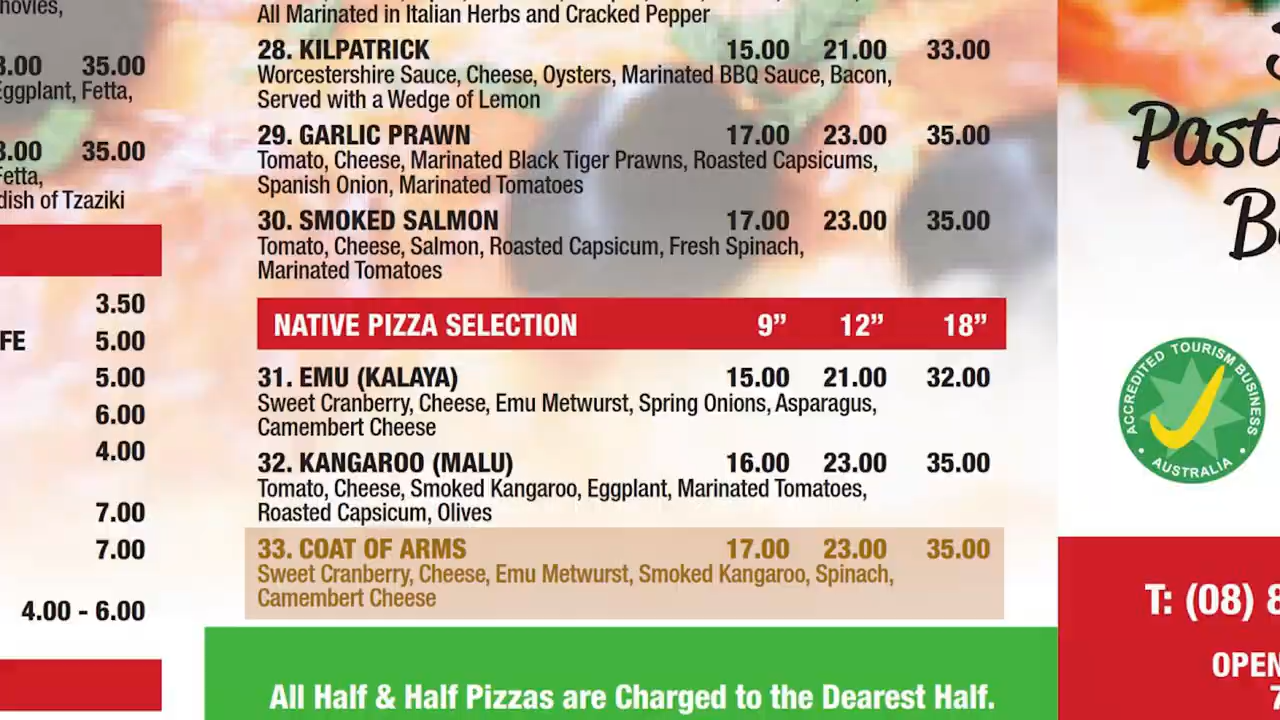 All Marinated in Italian Herbs and Cracked Pepper
28. KILPATRICK 15.00 21.00 33.00
Worcestershire Sauce, Cheese, Oysters, Marinated BBQ Sauce, Bacon,
Served with a Wedge of Lemon
29. GARLIC PRAWN 17.00 23.00 35.00
Tomato, Cheese, Marinated Black Tiger Prawns, Roasted Capsicums,
Spanish Onion, Marinated Tomatoes
30. SMOKED SALMON 17.00 23.00 35.00
Tomato, Cheese, Salmon, Roasted Capsicum, Fresh Spinach,
Marinated Tomatoes
NATIVE PIZZA SELECTION 9” 12” 18”
31. EMU (KALAYA) 15.00 21.00 32.00
Sweet Cranberry, Cheese, Emu Metwurst, Spring Onions, Asparagus,
Camembert Cheese
32. KANGAROO (MALU) 16.00 23.00 35.00
Tomato, Cheese, Smoked Kangaroo, Eggplant, Marinated Tomatoes,
Roasted Capsicum, Olives
33. COAT OF ARMS 17.00 23.00 35.00
Sweet Cranberry, Cheese, Emu Metwurst, Smoked Kangaroo, Spinach,
Camembert Cheese
All Half & Half Pizzas are Charged to the Dearest Half.
35.00
Eggplant, Fetta,
35.00
Fetta,
dish of Tzaziki
3.50
5.00
5.00
6.00
4.00
7.00
7.00
4.00 - 6.00
ACCREDITED TOURISM BUSINESS
AUSTRALIA
T: (08)
OPEN